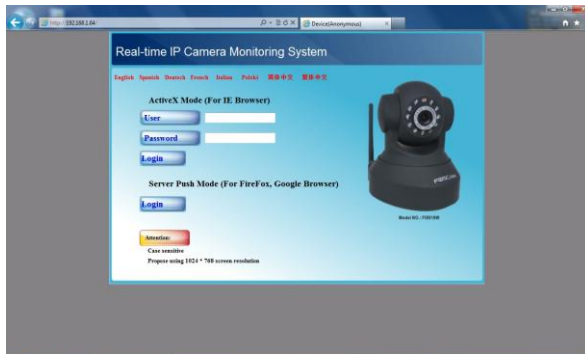 http://192.168.1.64/
Device(Anonymous)
Real-time IP Camera Monitoring System
English Spanish Deutsch French Italian Polski 简体中文 繁体中文
ActiveX Mode (For IE Browser)
User
Password
Login
Server Push Mode (For FireFox, Google Browser)
Login
Attention:
Case sensitive
Propose using 1024 * 768 screen resolution